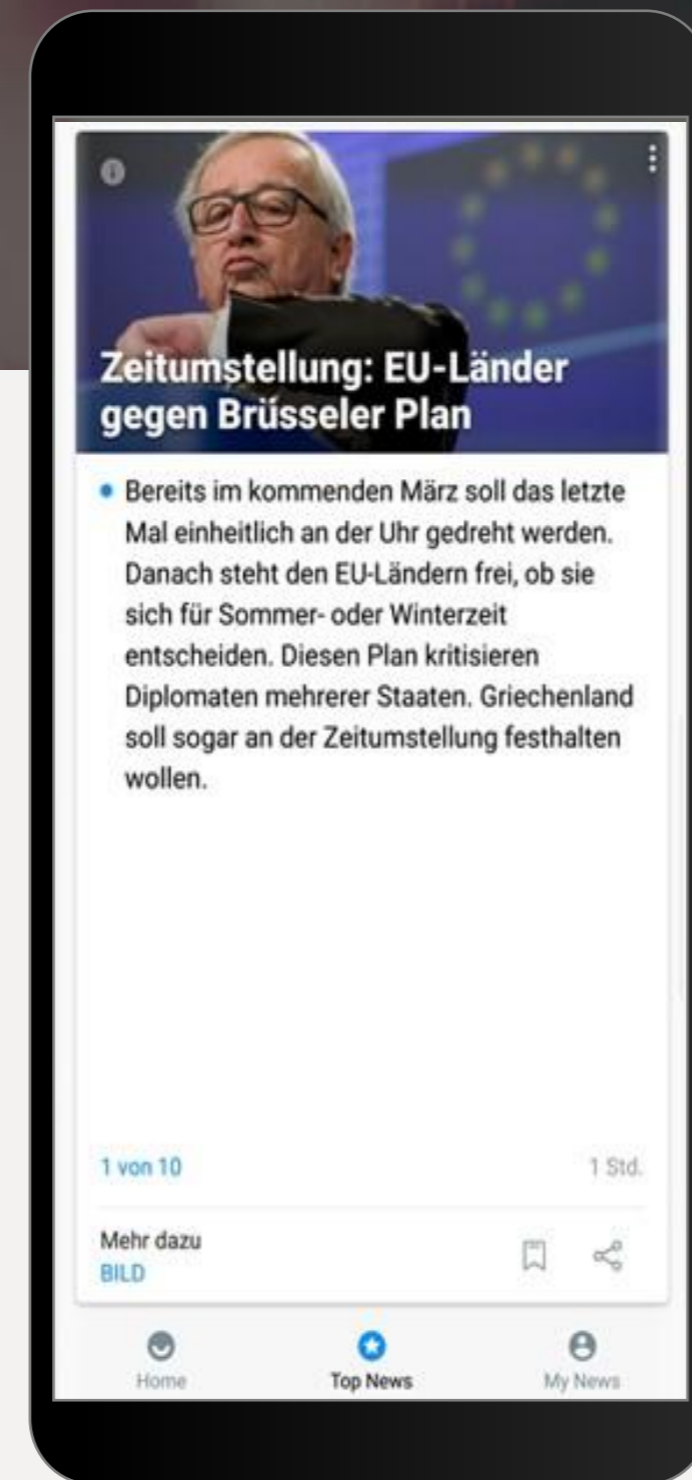 Zeitumstellung: EU-Länder
gegen Brüsseler Plan
Bereits im kommenden März soll das letzte
Mal einheitlich an der Uhr gedreht werden.
Danach steht den EU-Ländern frei, ob sie
sich für Sommer- oder Winterzeit
entscheiden. Diesen Plan kritisieren
Diplomaten mehrerer Staaten. Griechenland
soll sogar an der Zeitumstellung festhalten
wollen.
1 von 10
1 Std.
Mehr dazu
BILD
Home
Top News
My News